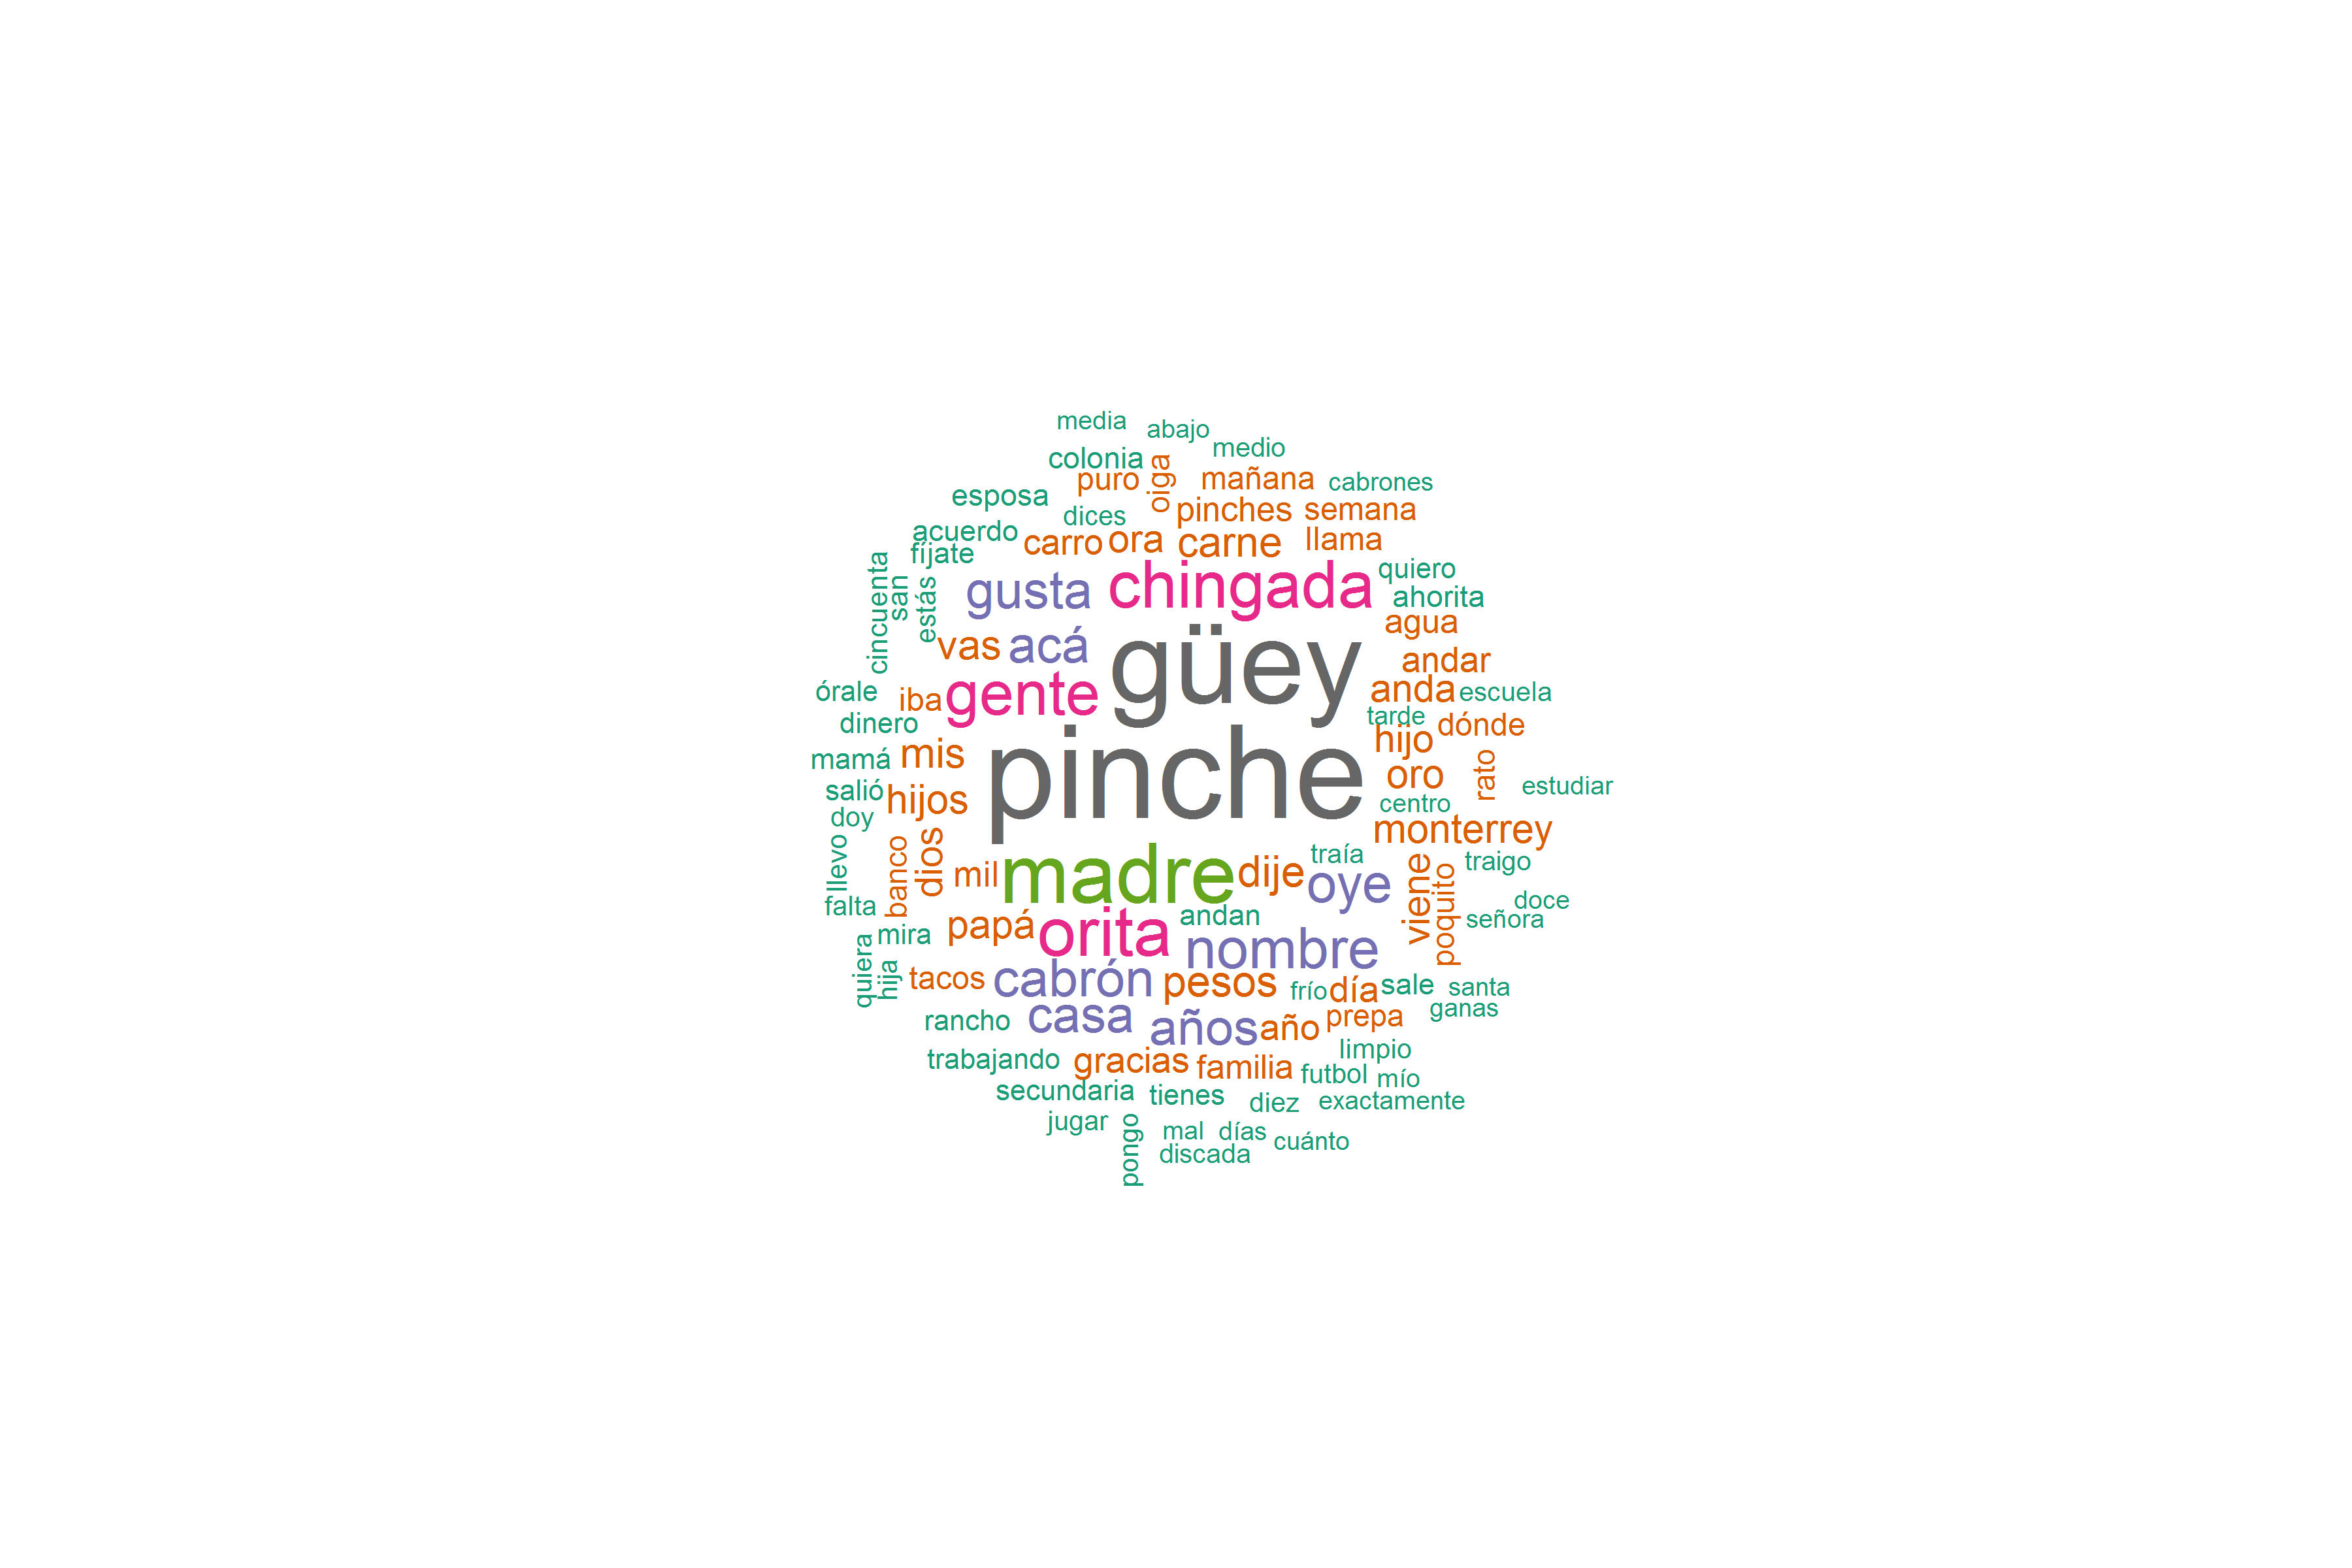 media
abajo
medio
colonia
puro
oiga
mañana
cabrones
esposa
dices
pinches
semana
acuerdo
fíjate
carro
ora
carne
llama
cincuenta
san
estás
gusta
chingada
quiero
ahorita
agua
vas
acá
güey
andar
órale
iba
gente
anda
escuela
dinero
tarde
dónde
mamá
mis
pinche
hijo
salió
hijos
oro
rato
estudiar
doy
centro
monterrey
llevo
banco
dios
mil
madre
dije
traía
oye
viene
poquito
traigo
falta
doce
señora
mira
papá
orita
andan
nombre
quiera
hija
tacos
cabrón
pesos
frío
día
sale
santa
ganas
rancho
casa
años
año
prepa
trabajando
gracias
familia
limpio
futbol
mío
secundaria
tienes
diez
exactamente
jugar
pongo
mal
días
cuánto
discada